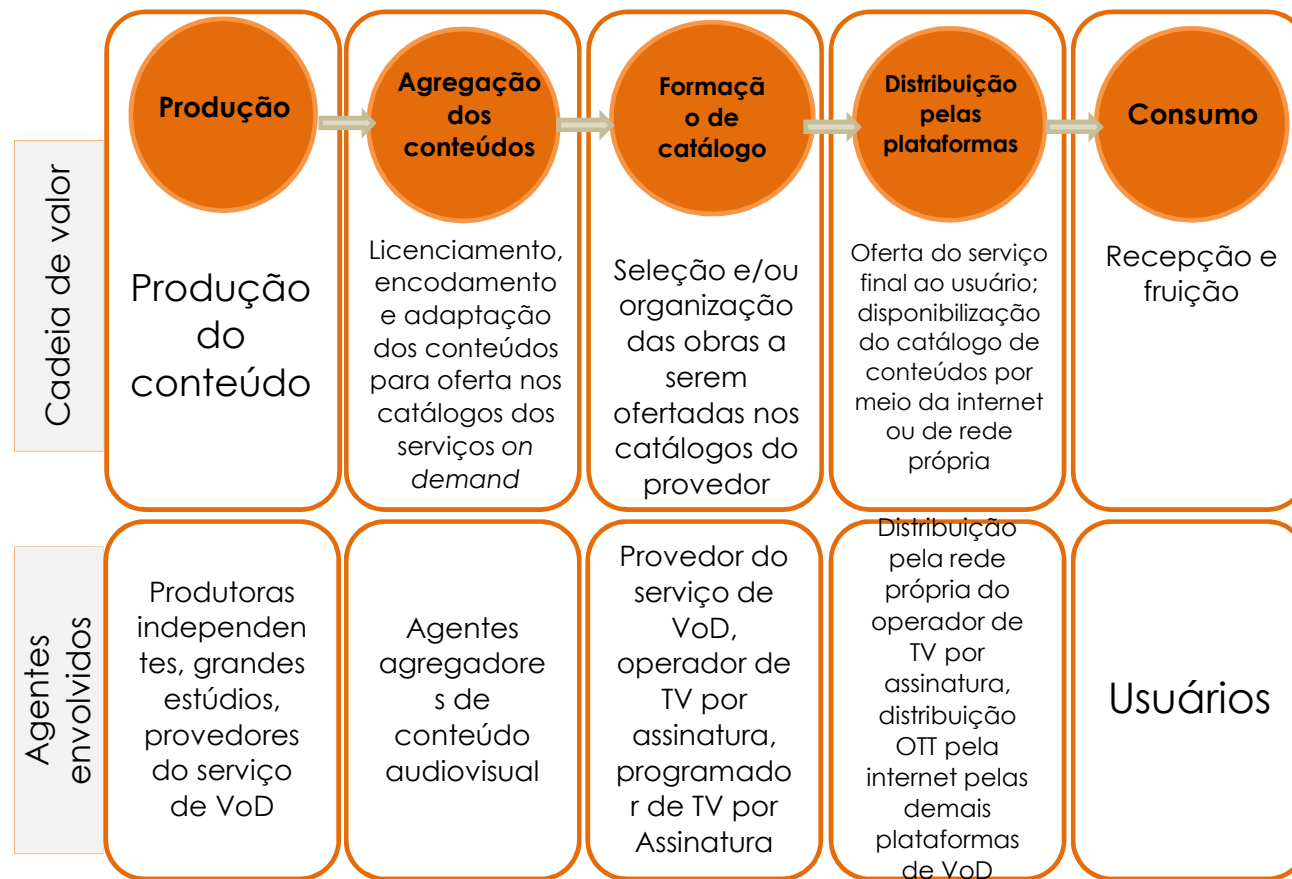 Cadeia de valor
Produção
Produção
do
conteúdo
Agregação
dos
conteúdos
Licenciamento,
encodamento
e adaptação
dos conteúdos
para oferta nos
catálogos dos
serviços on
demand
Formaçã
o de
catálogo
Seleção e/ou
organização
das obras a
serem
ofertadas nos
catálogos do
provedor
Distribuição
pelas
plataformas
Oferta do serviço
final ao usuário;
disponibilização
do catálogo de
conteúdos por
meio da internet
ou de rede
própria
Consumo
Recepção e
fruição
Agentes
envolvidos
Produtoras
independen
tes, grandes
estúdios,
provedores
do serviço
de VoD
Agentes
agregadore
s de
conteúdo
audiovisual
Provedor do
serviço de
VoD,
operador de
TV por
assinatura,
programado
r de TV por
Assinatura
Distribuição
pela rede
própria do
operador de
TV por
assinatura,
distribuição
OTT pela
internet pelas
demais
plataformas
de VoD
Usuários